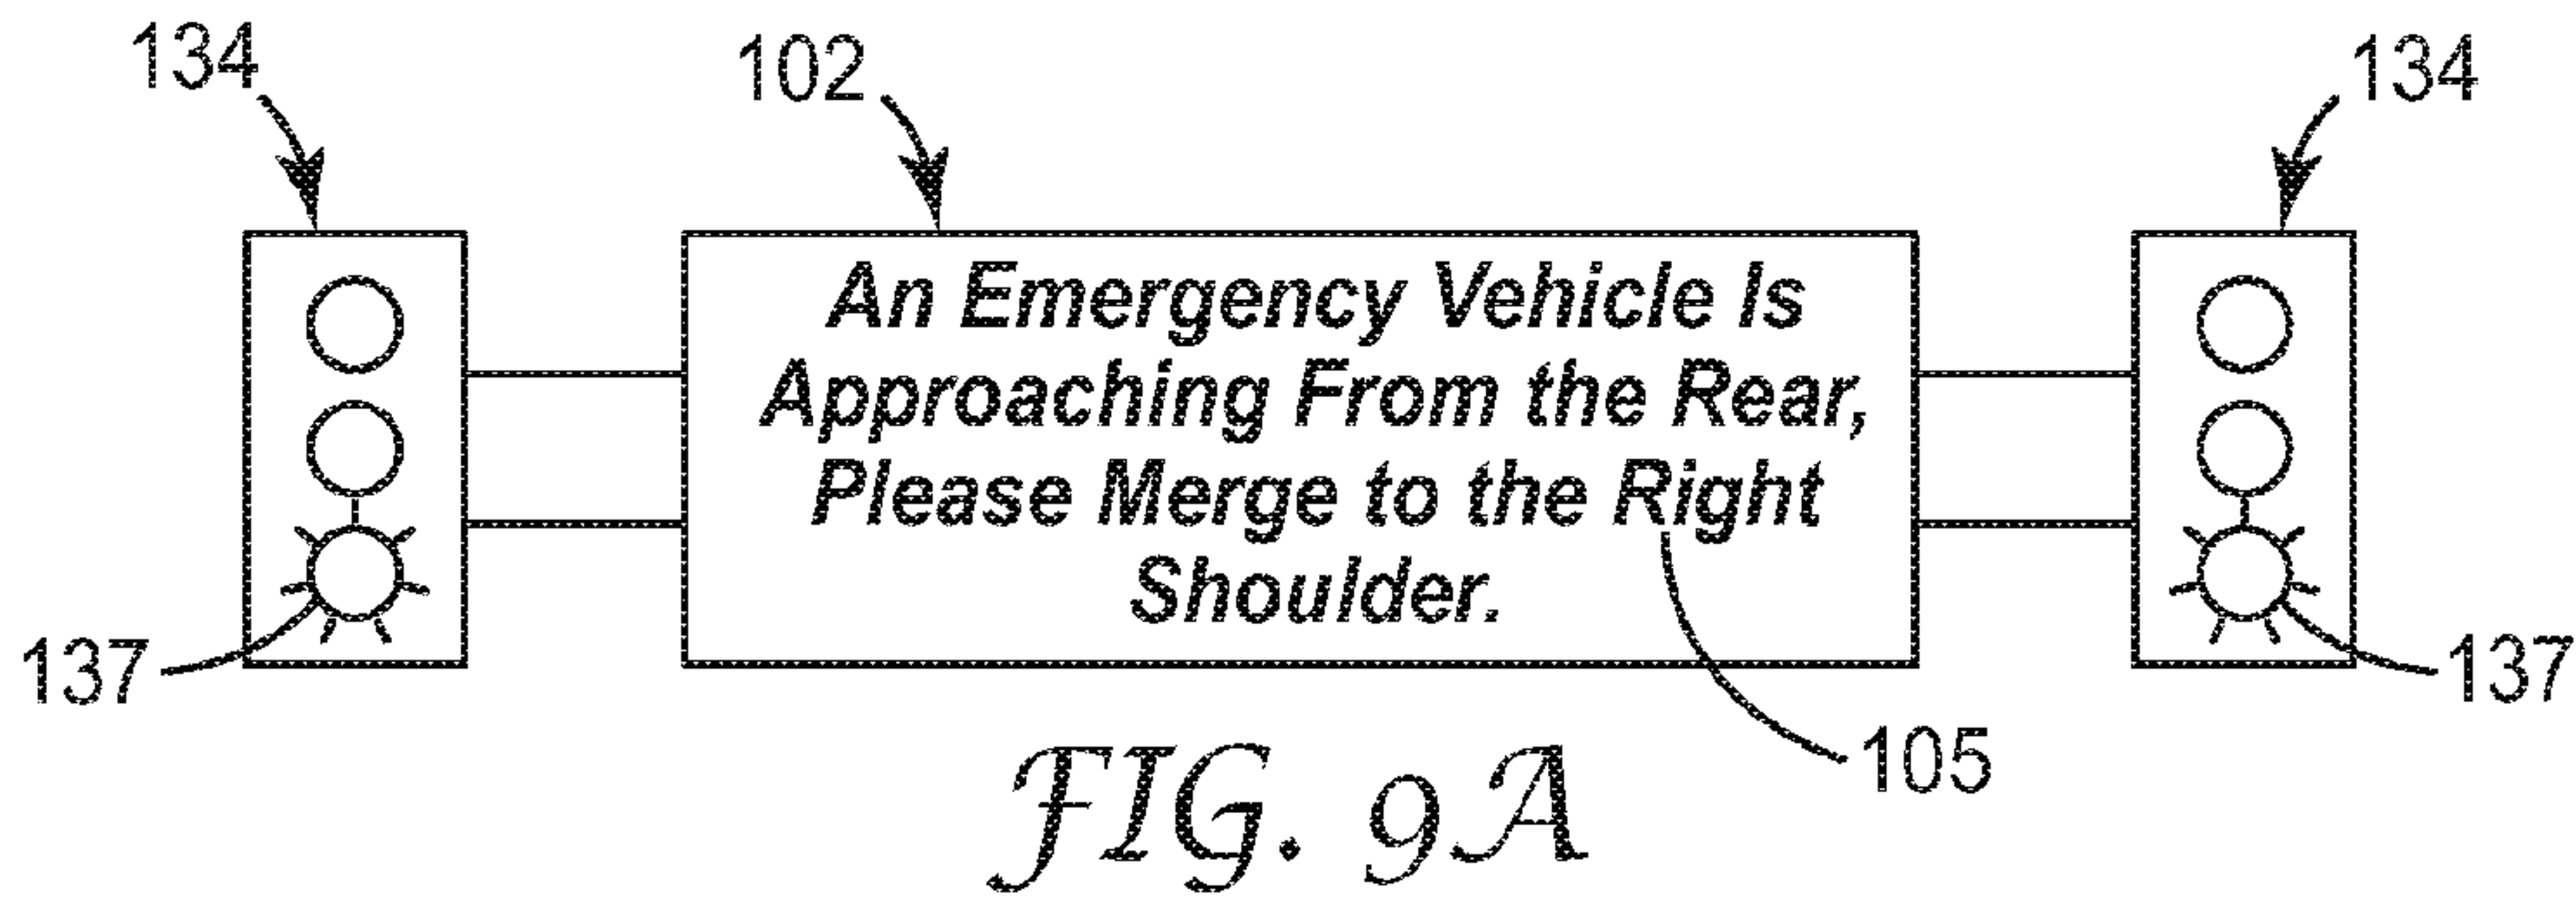 134 102 134
An Emergency Vehicle Is
Approaching From the Rear,
Please Merge to the Right
Shoulder.
137 137
105
FIG. 9A